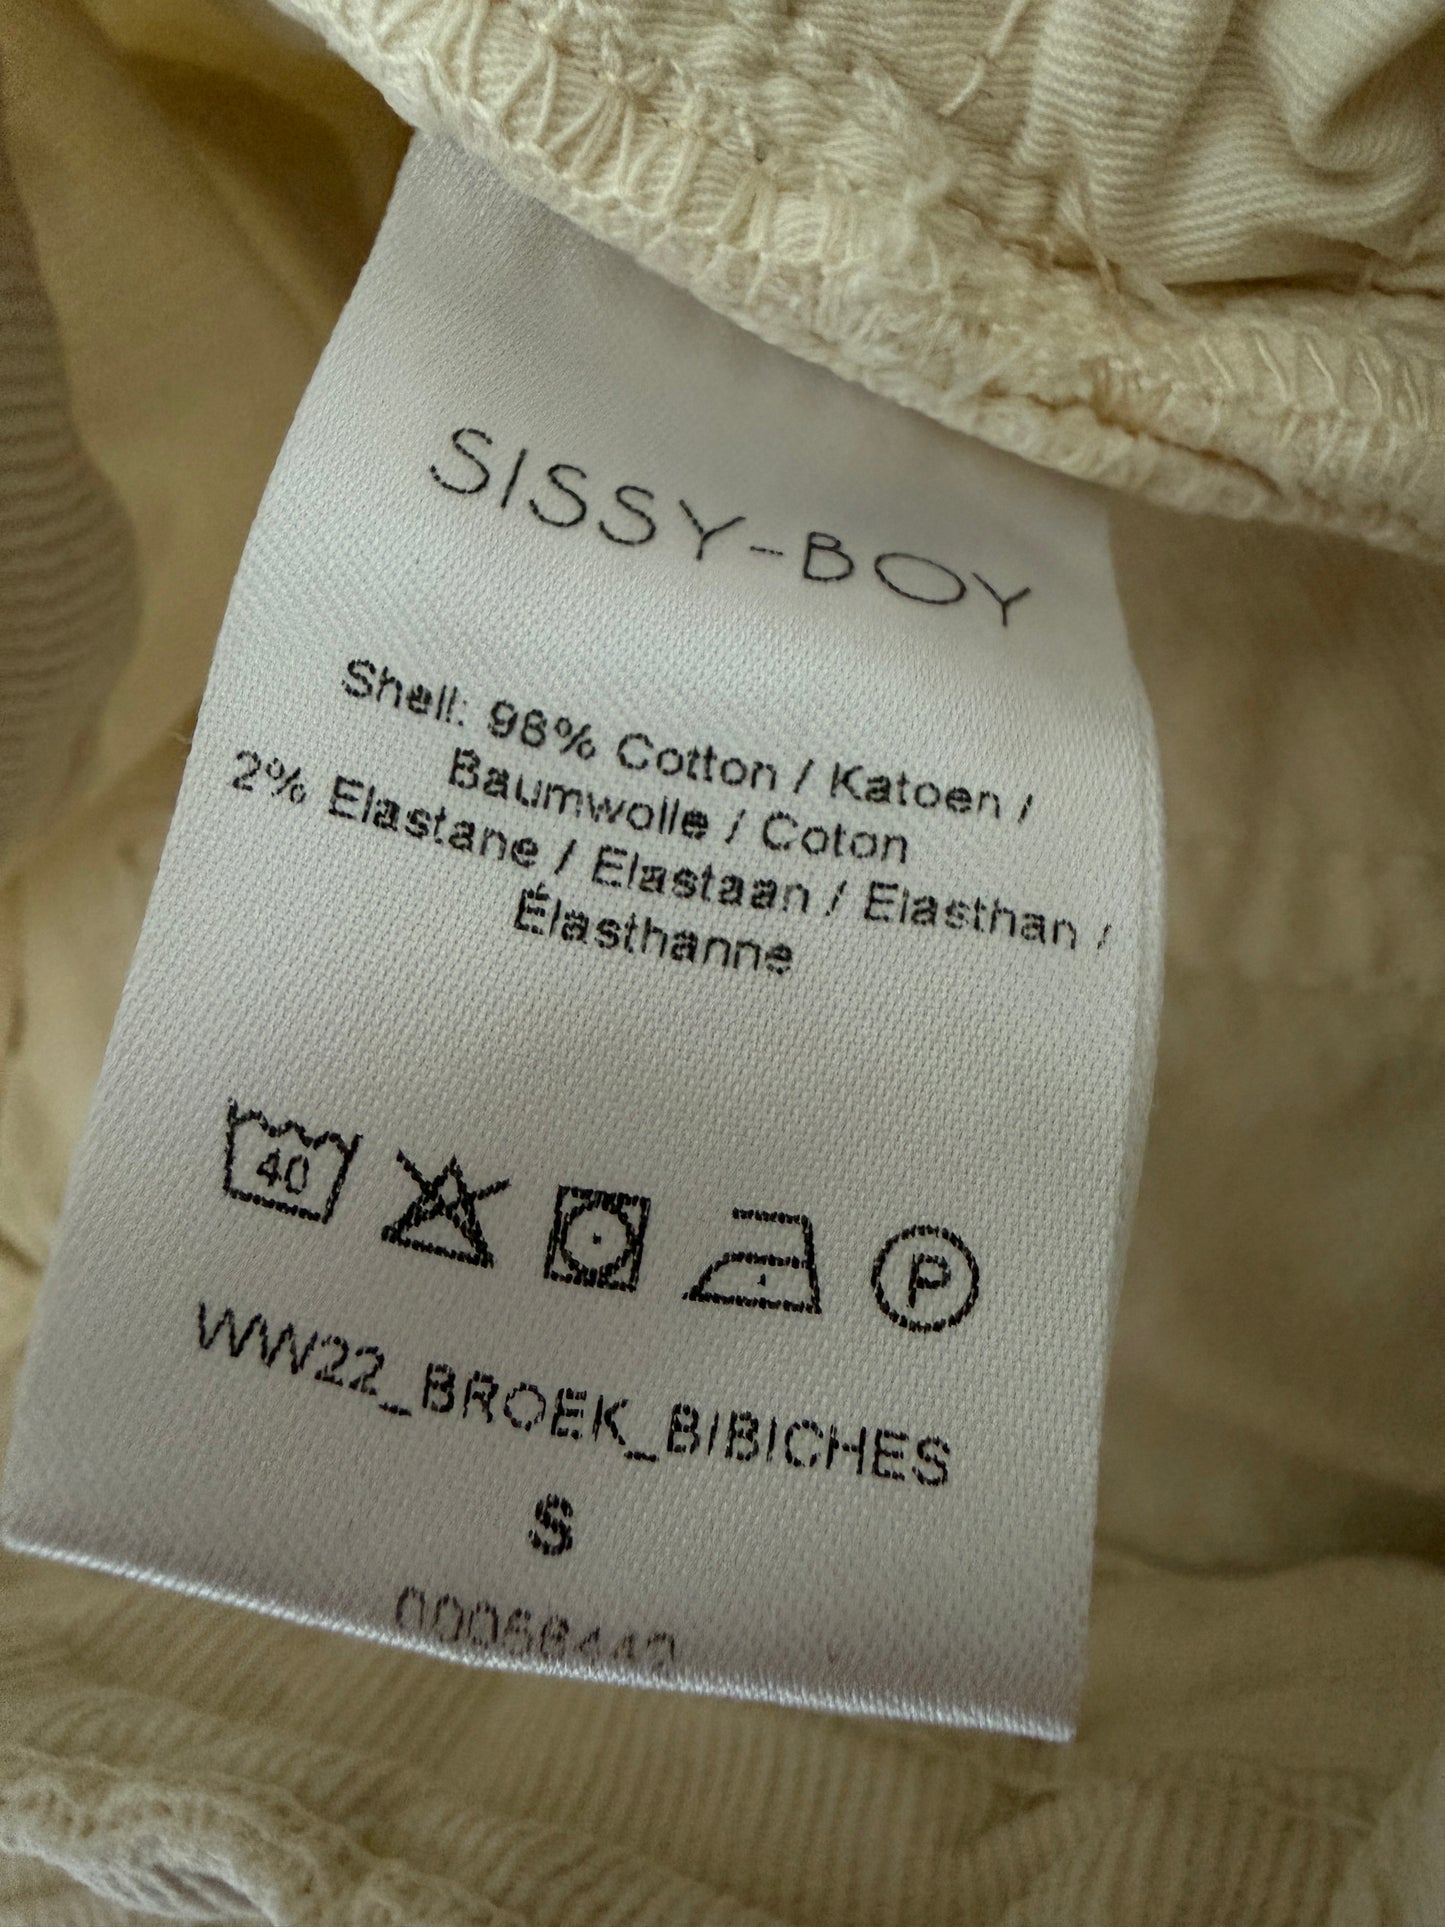 SISSY-BOY
Shell: 98% Cotton / Katoen /
Baumwolle / Coton
2% Elastane / Elastaan / Elasthan /
Élasthanne
40
P
WW22_BROEK_BIBICHES
S